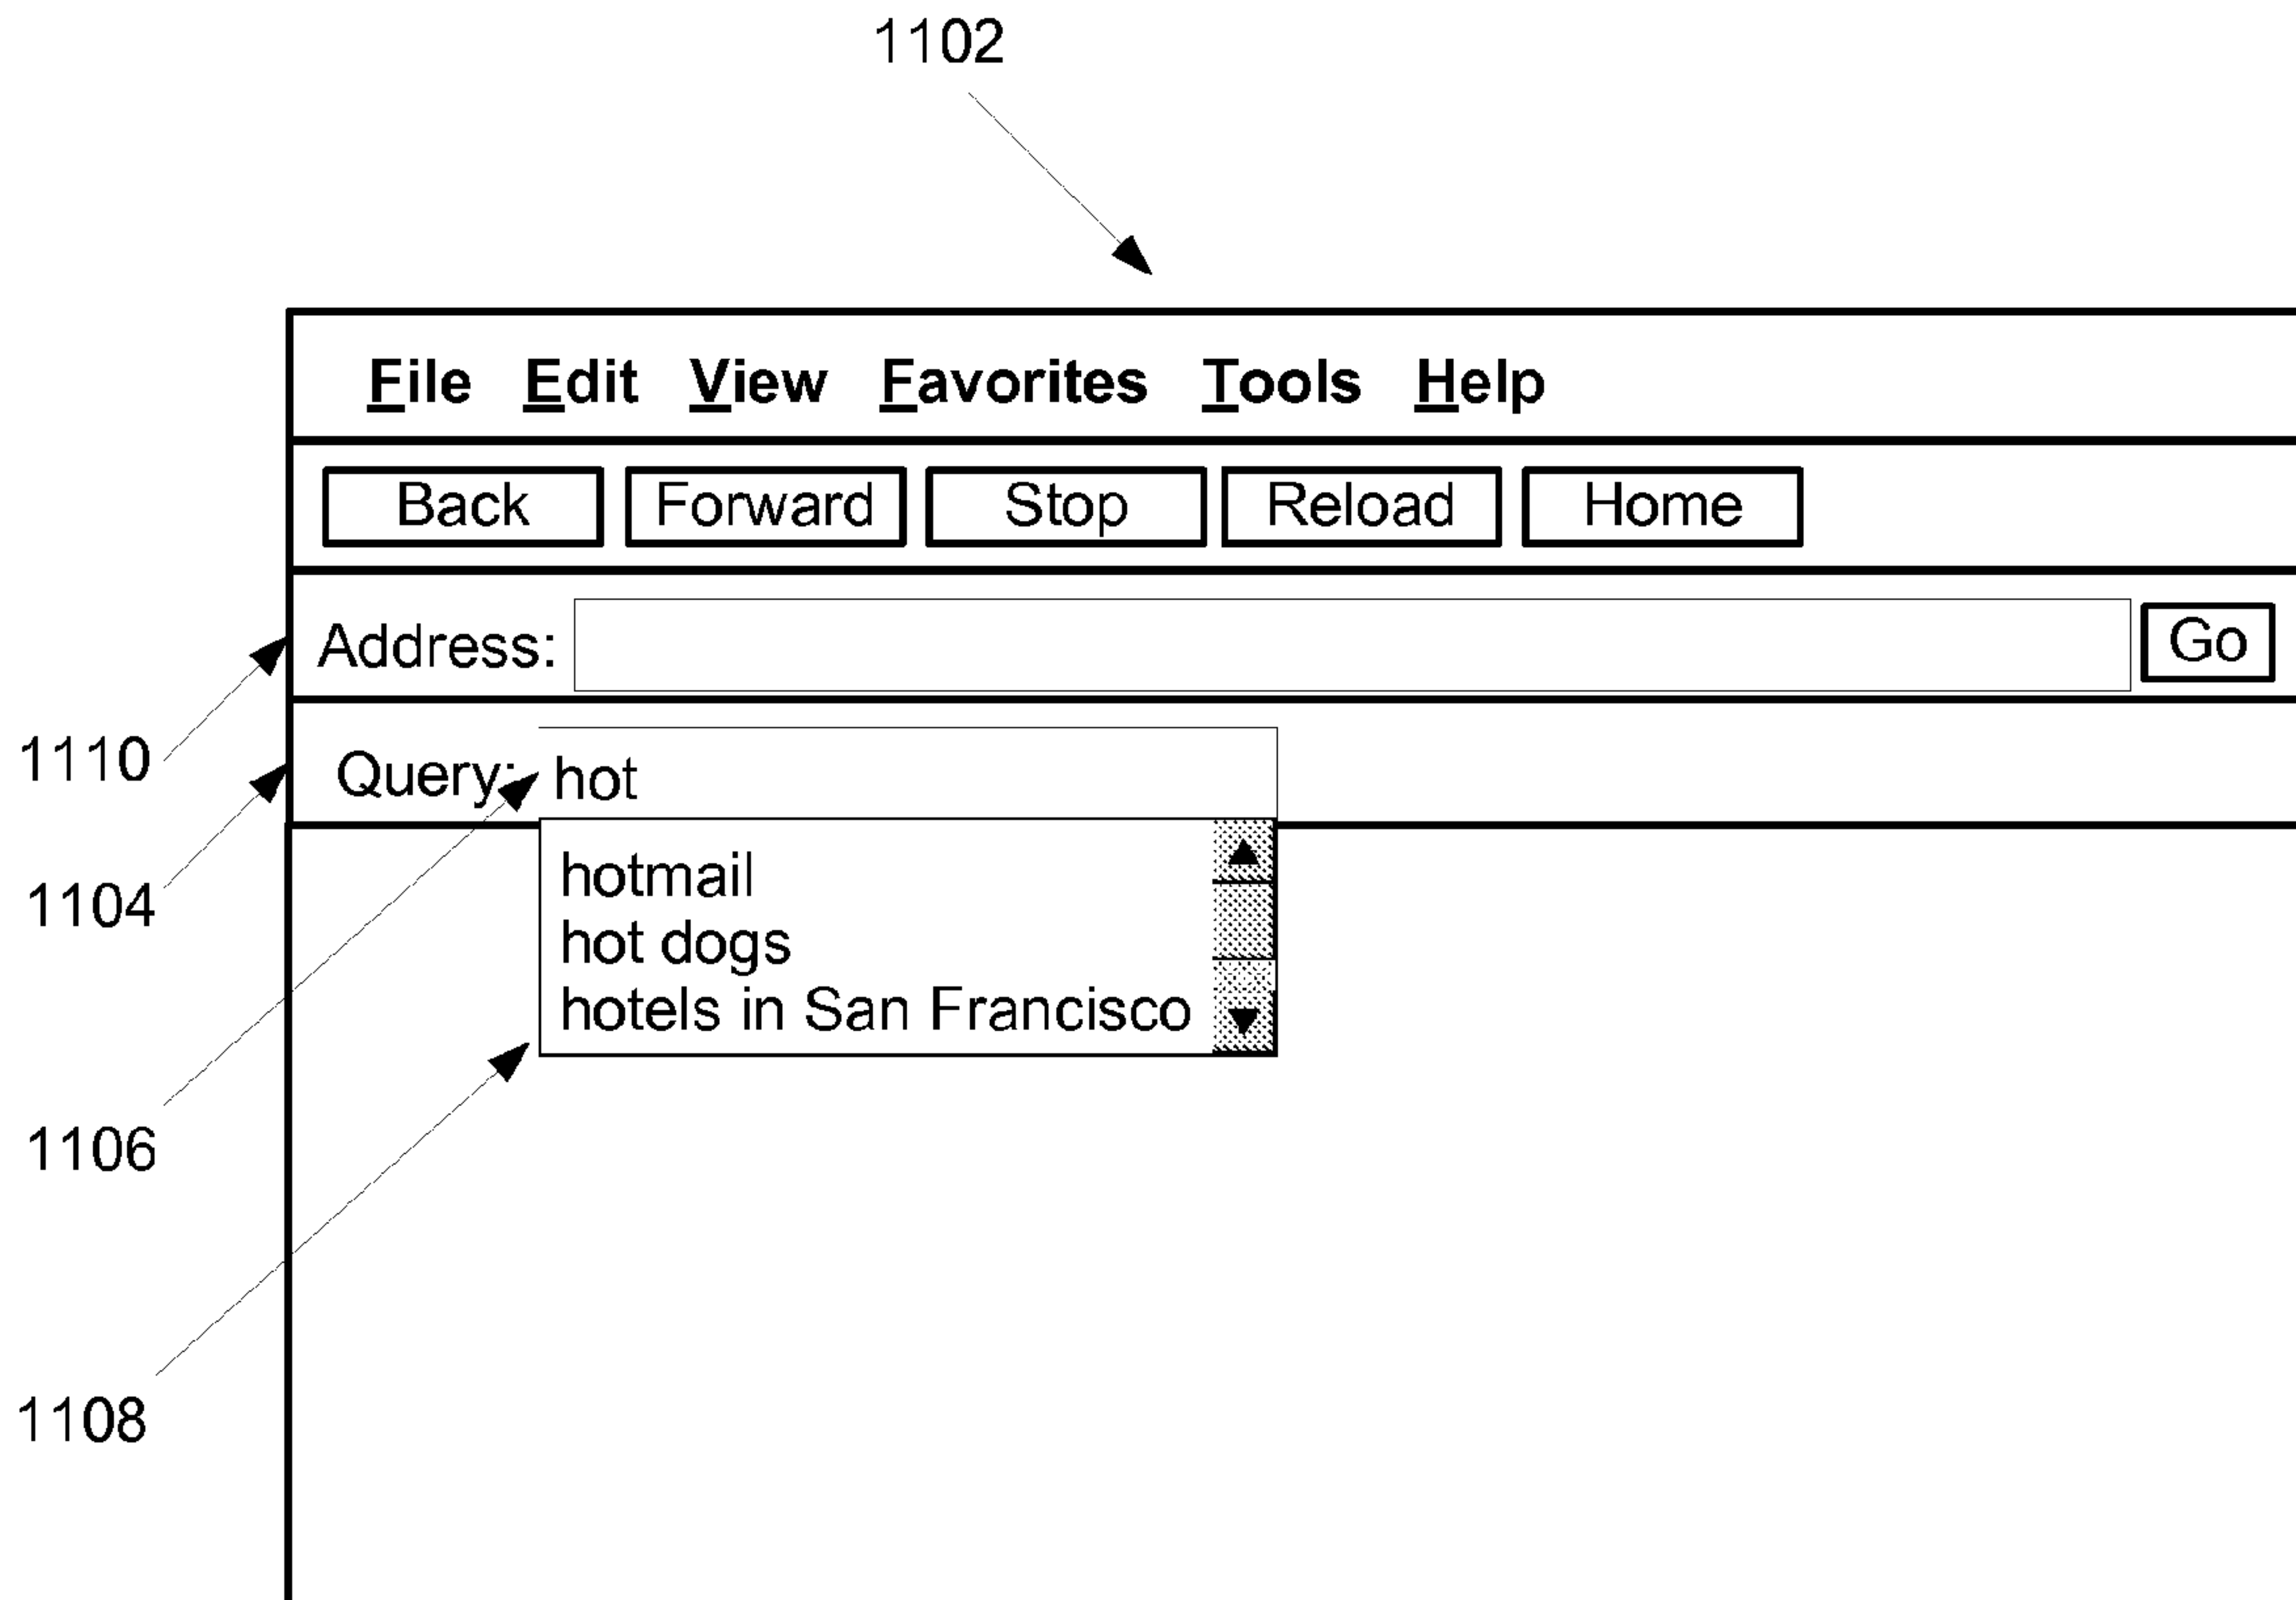 1102
File Edit View Favorites Tools Help
Back Forward Stop Reload Home
Address: Go
1110
Query: hot
hotmail
1104
hot dogs
hotels in San Francisco
1106
1108